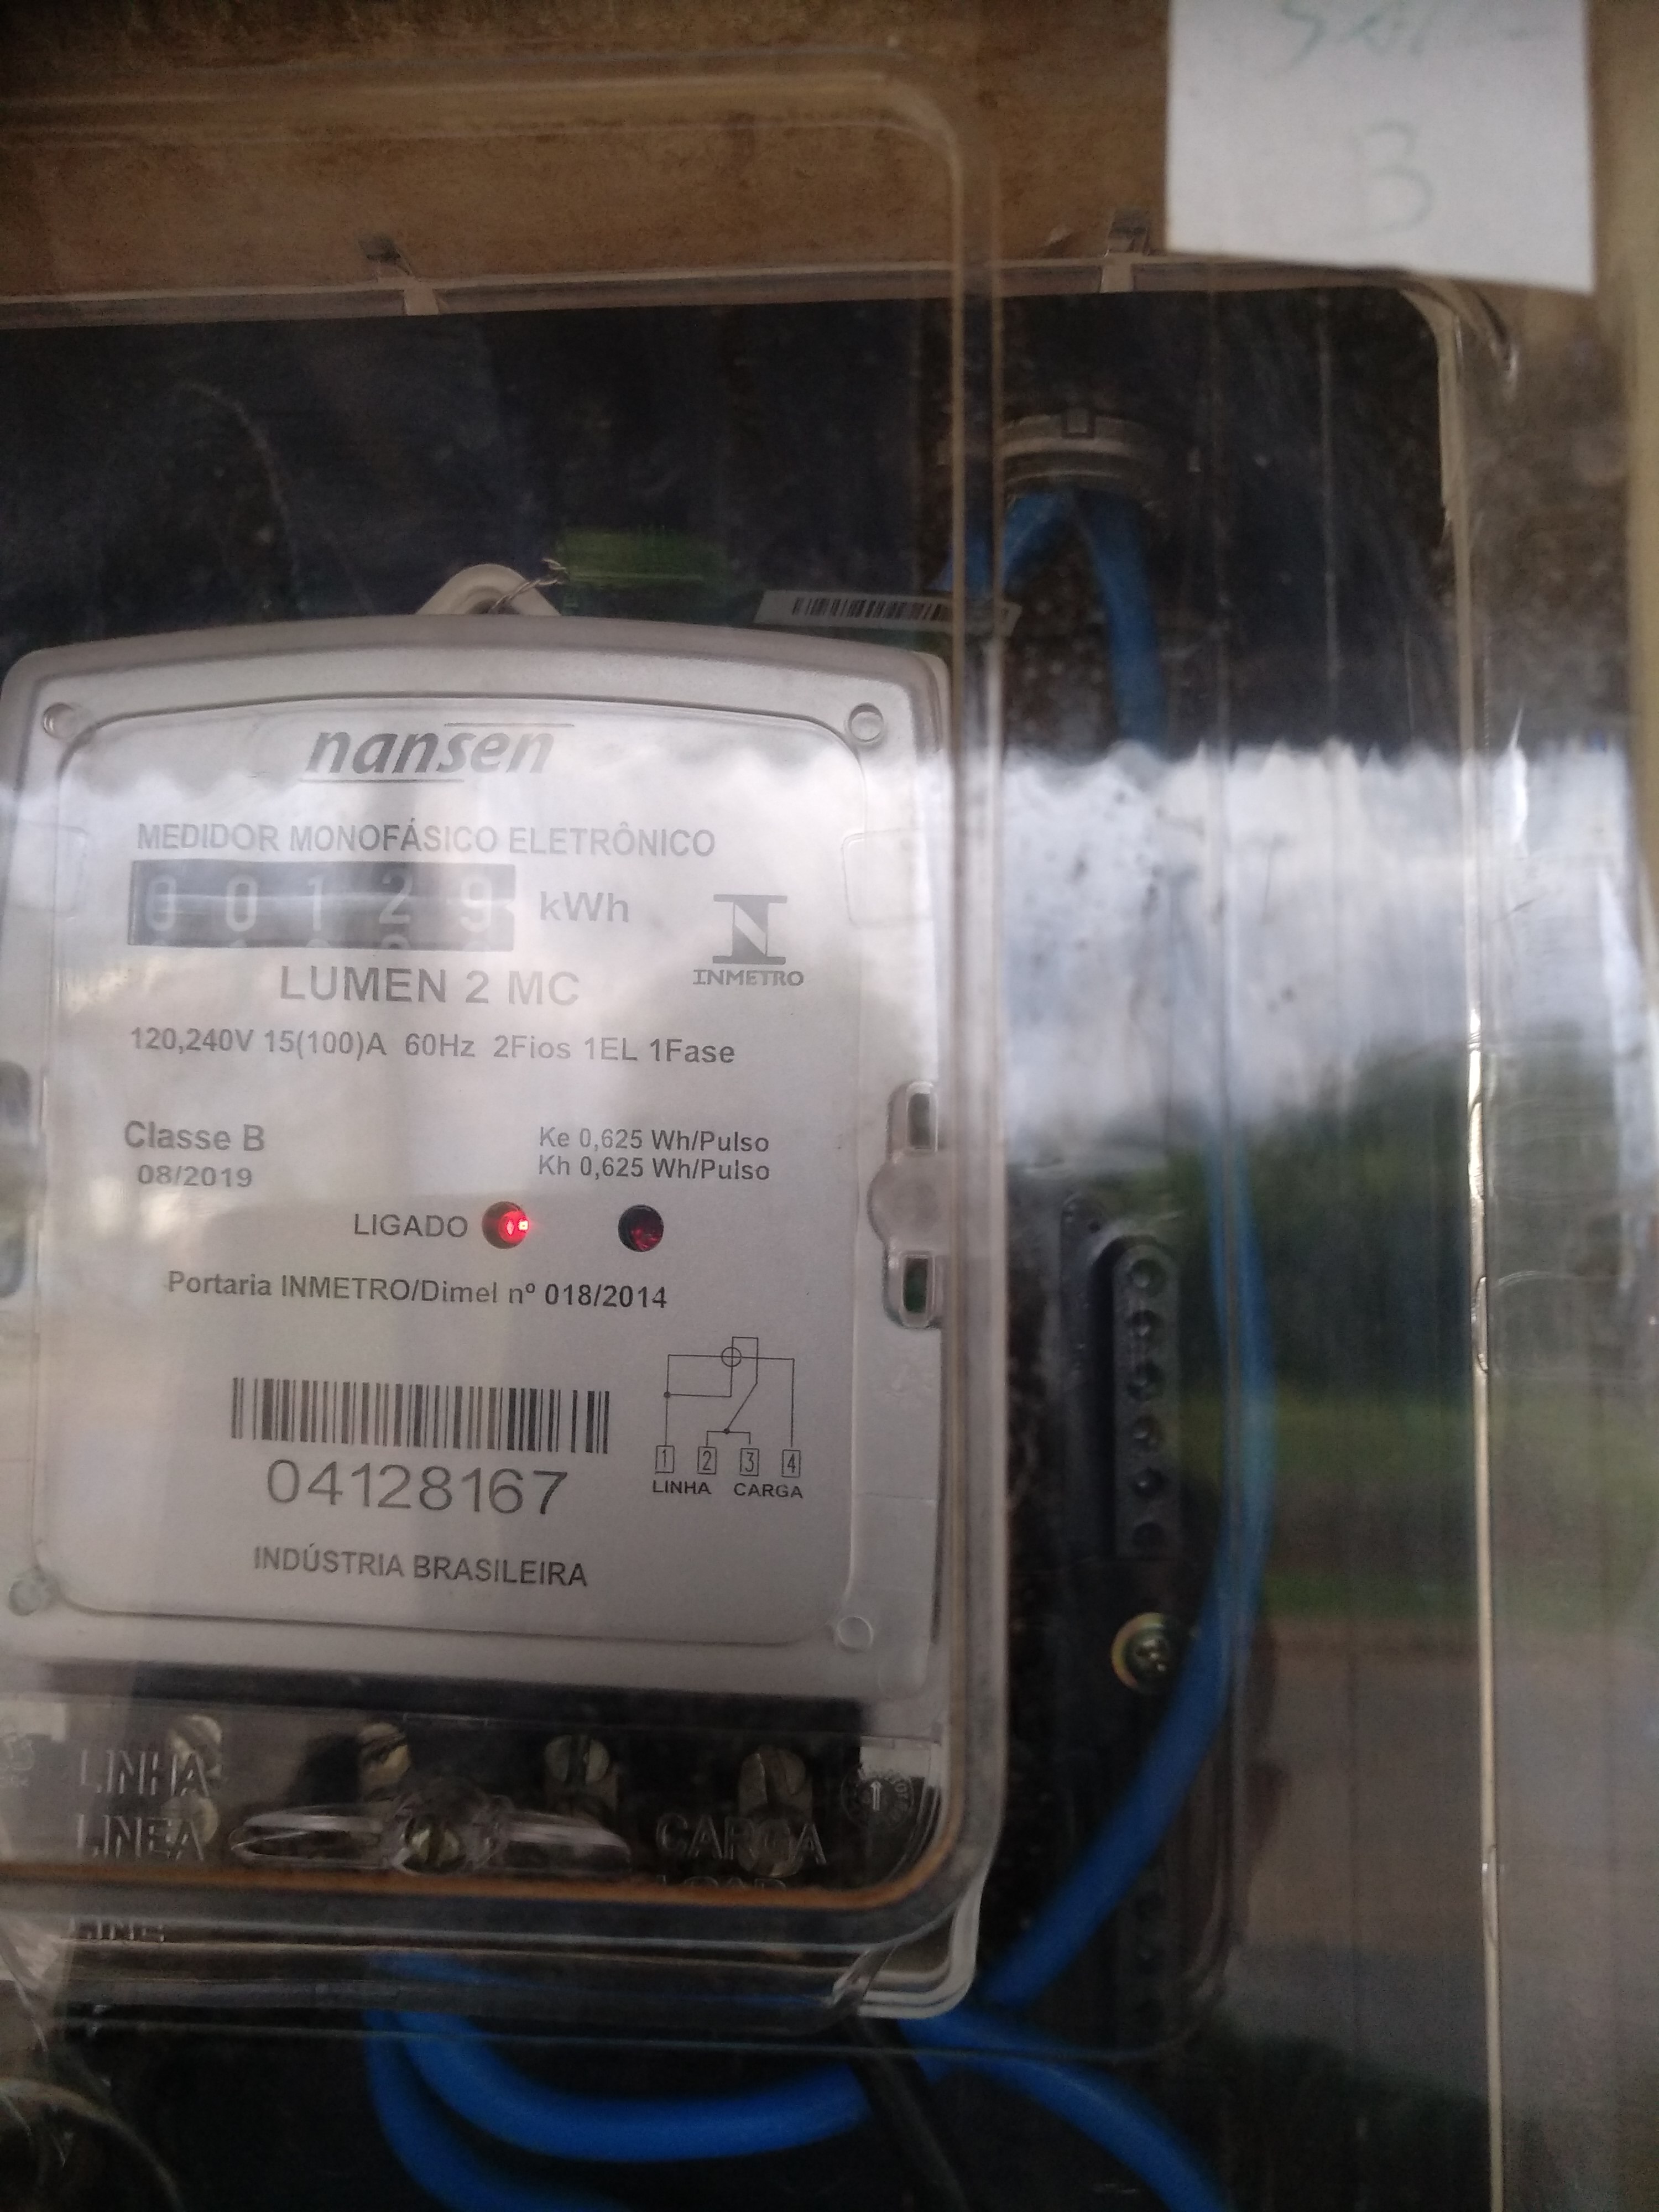 B
nansen
MEDIDOR MONOFÁSICO ELETRÔNICO
00129 kWh
INMETRO
LUMEN 2 MC
120,240V 15(100)A 60Hz 2Fios 1EL 1Fase
Classe B
08/2019
Ke 0,625 Wh/Pulso
Kh 0,625 Wh/Pulso
LIGADO
Portaria INMETRO/Dimel nº 018/2014
1 2 3 4
LINHA CARGA
04128167
INDÚSTRIA BRASILEIRA
LINHA
LINEA
LINE
CARGA